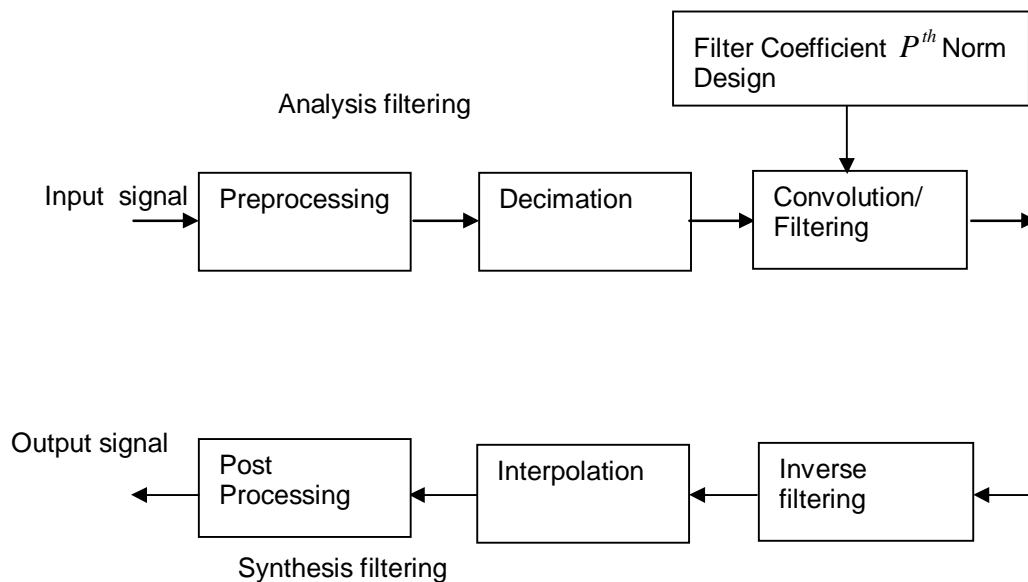 Filter Coefficient P^th Norm
Design
Analysis filtering
Input signal
Preprocessing
Decimation
Convolution/
Filtering
Output signal
Post
Processing
Interpolation
Inverse
filtering
Synthesis filtering